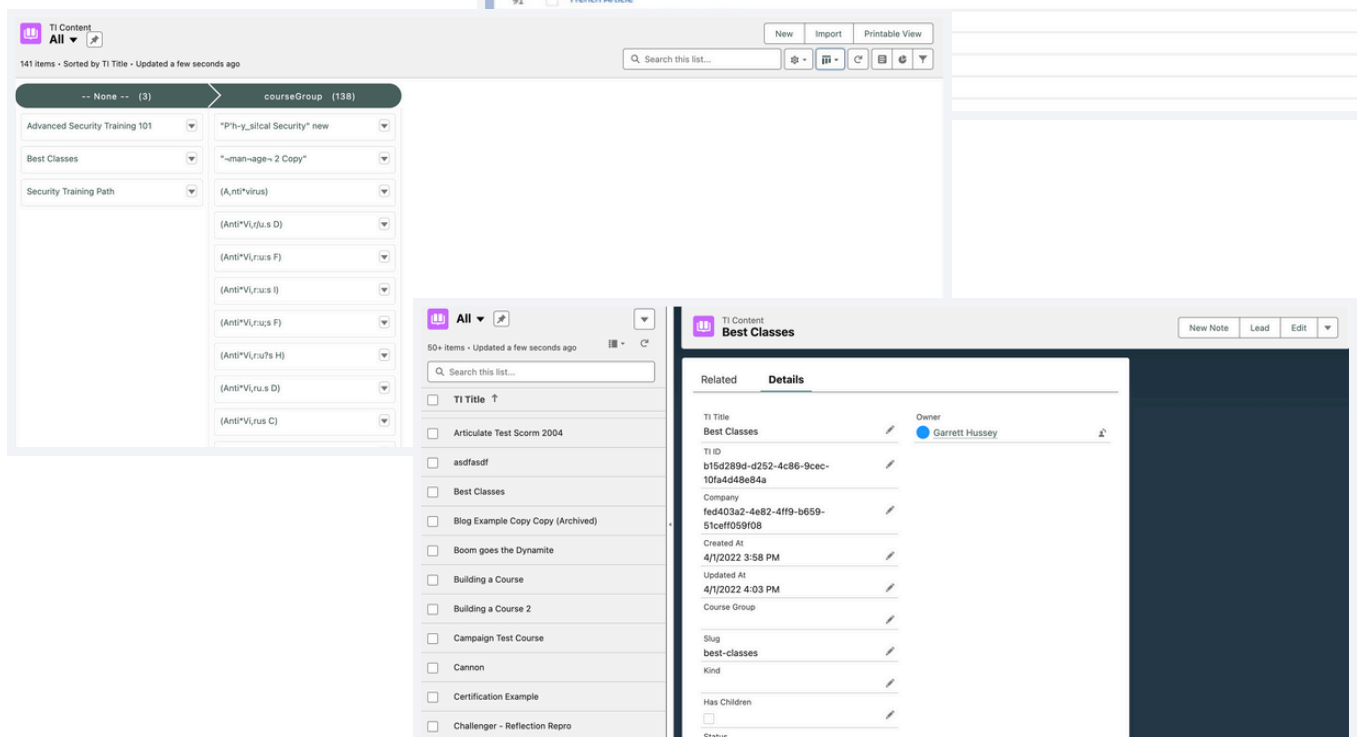 91 French Article
TI Content
All
New Import Printable View
141 items • Sorted by TI Title • Updated a few seconds ago
Search this list...
-- None -- (3)
courseGroup (138)
Advanced Security Training 101
"P'h-y_si!cal Security" new
Best Classes
"¬man¬age¬ 2 Copy"
Security Training Path
(A,nti*virus)
(Anti*Vi,r/u.s D)
(Anti*Vi,r:u:s F)
(Anti*Vi,r:u:s I)
(Anti*Vi,r:u;s F)
(Anti*Vi,r:u?s H)
(Anti*Vi,ru.s D)
(Anti*Vi,rus C)
All
50+ items • Updated a few seconds ago
Search this list...
TI Title
Articulate Test Scorm 2004
asdfasdf
Best Classes
Blog Example Copy Copy (Archived)
Boom goes the Dynamite
Building a Course
Building a Course 2
Campaign Test Course
Cannon
Certification Example
Challenger - Reflection Repro
TI Content
Best Classes
New Note Lead Edit
Related Details
TI Title
Best Classes
Owner
Garrett Hussey
TI ID
b15d289d-d252-4c86-9cec-
10fa4d48e84a
Company
fed403a2-4e82-4ff9-b659-
51ceff059f08
Created At
4/1/2022 3:58 PM
Updated At
4/1/2022 4:03 PM
Course Group
Slug
best-classes
Kind
Has Children
Status